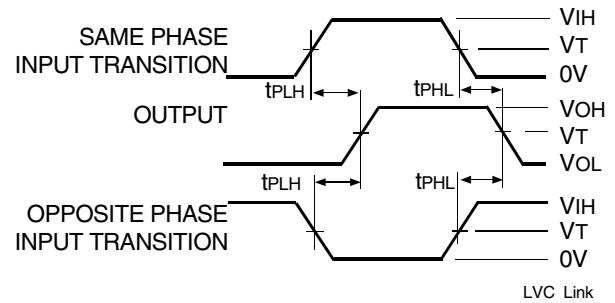 SAME PHASE
INPUT TRANSITION
VIH
VT
0V
tPLH
tPHL
OUTPUT
VOH
VT
VOL
tPLH
tPHL
OPPOSITE PHASE
INPUT TRANSITION
VIH
VT
0V
LVC Link